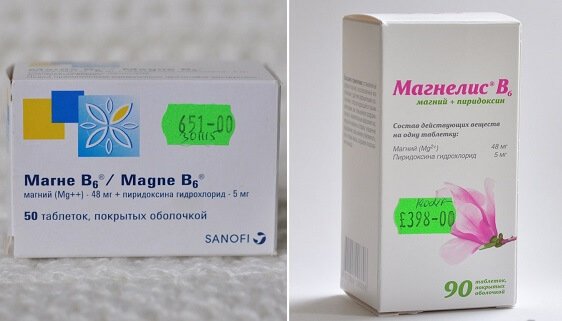 651-00
Магне B₆® / Magne B₆®
магний (Mg++) - 48 мг + пиридоксина гидрохлорид - 5 мг
50 таблеток, покрытых оболочкой
SANOFI
Магнелис® B₆
магний + пиридоксин
Состав действующих веществ
на одну таблетку:
Магний (Mg²⁺) 48 мг
Пиридоксина гидрохлорид 5 мг
£398-00
90 таблеток,
покрытых
оболочкой